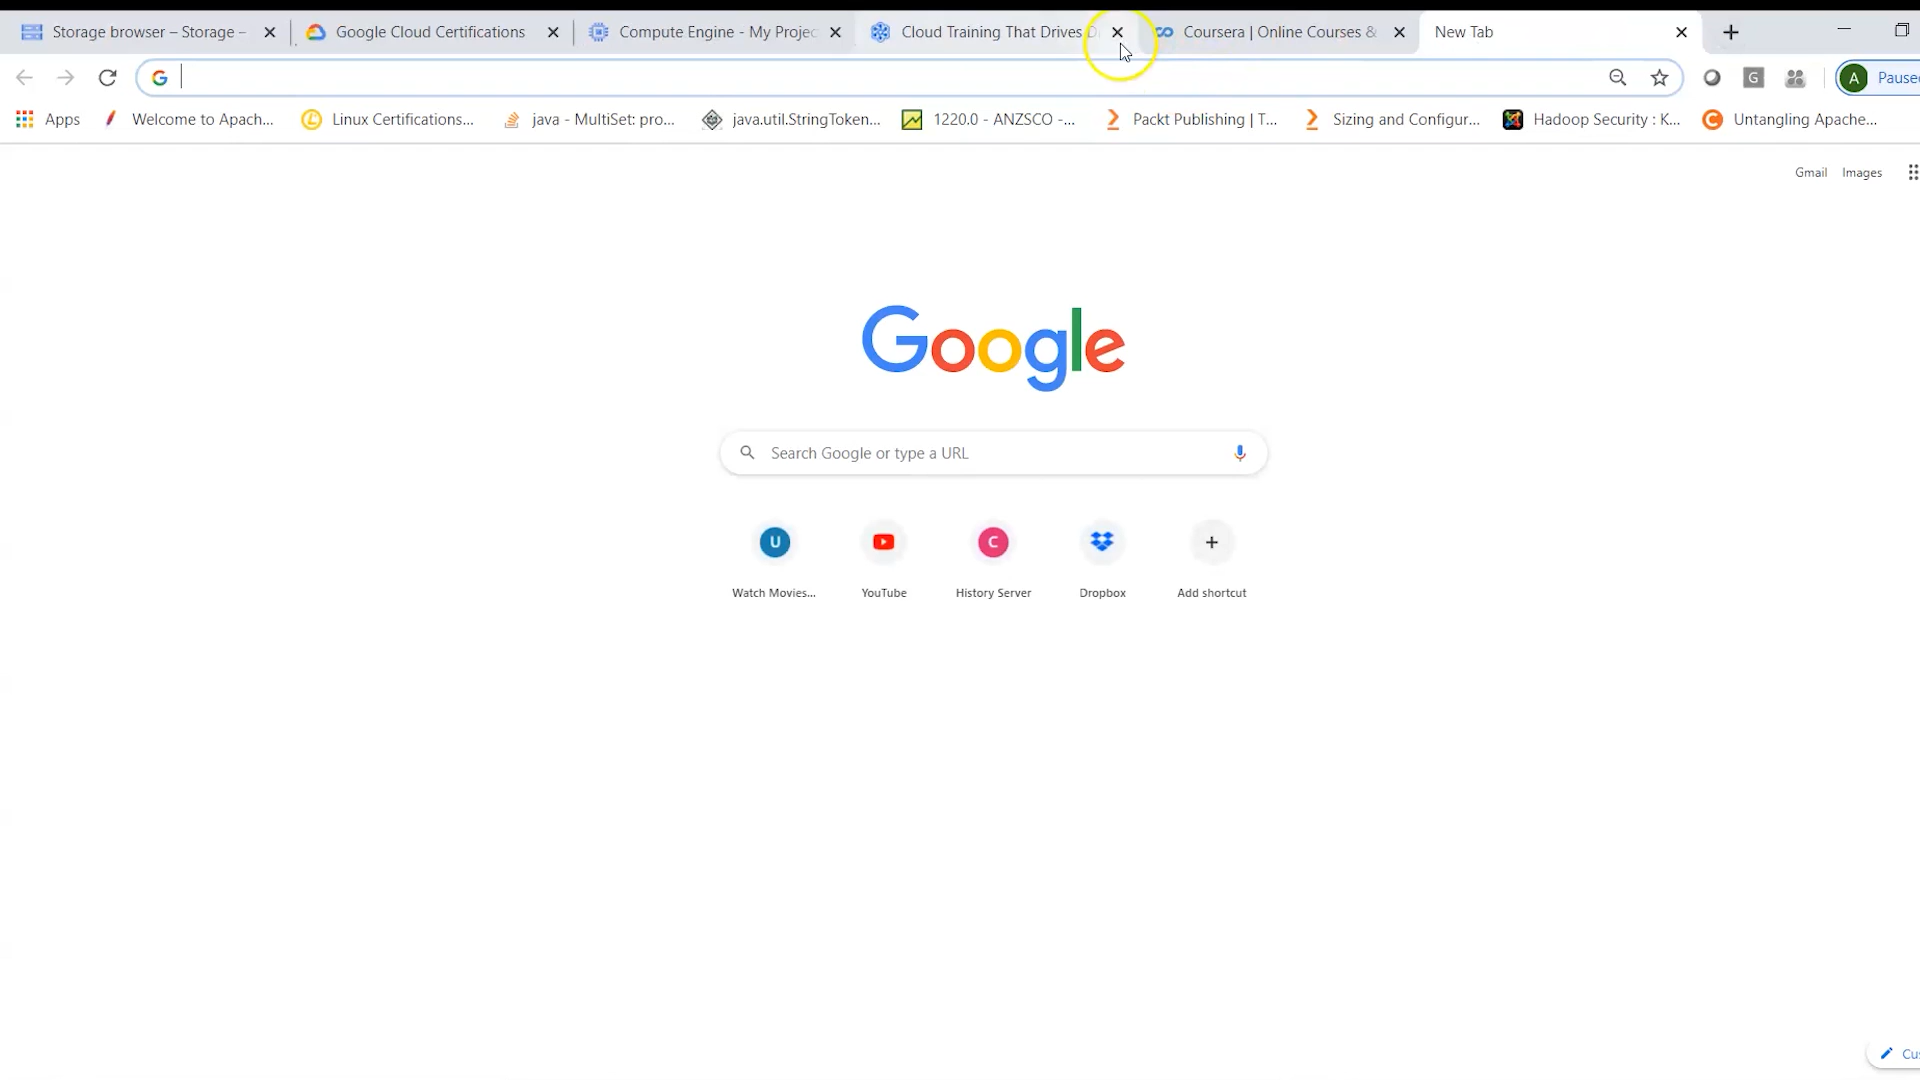 Storage browser – Storage –
Google Cloud Certifications
Compute Engine - My Projec
Cloud Training That Drives D
Coursera | Online Courses &
New Tab
G
A
Paused
Apps
Welcome to Apach...
Linux Certifications...
java - MultiSet: pro...
java.util.StringToken...
1220.0 - ANZSCO -...
Packt Publishing | T...
Sizing and Configur...
Hadoop Security : K...
Untangling Apache...
Gmail
Images
Google
Search Google or type a URL
U
C
Watch Movies...
YouTube
History Server
Dropbox
Add shortcut
Cus